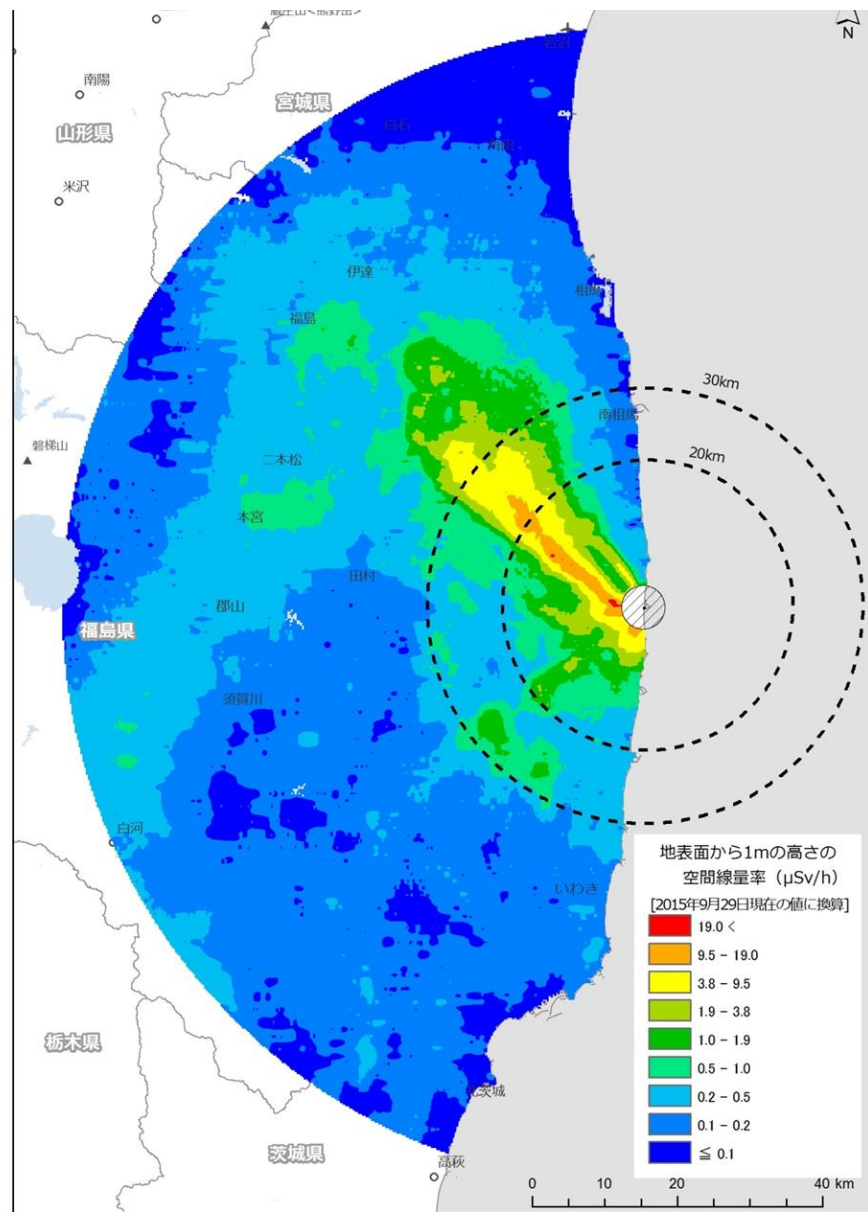 N
岩沼
南陽
宮城県
山形県
白石
角田
米沢
伊達
相馬
福島
30km
南相馬
20km
二本松
磐梯山
本宮
田村
郡山
福島県
須賀川
白河
いわき
栃木県
北茨城
茨城県
高萩
地表面から1mの高さの
空間線量率（μSv/h）
[2015年9月29日現在の値に換算]
19.0 <
9.5 - 19.0
3.8 - 9.5
1.9 - 3.8
1.0 - 1.9
0.5 - 1.0
0.2 - 0.5
0.1 - 0.2
≦ 0.1
0 10 20 40 km